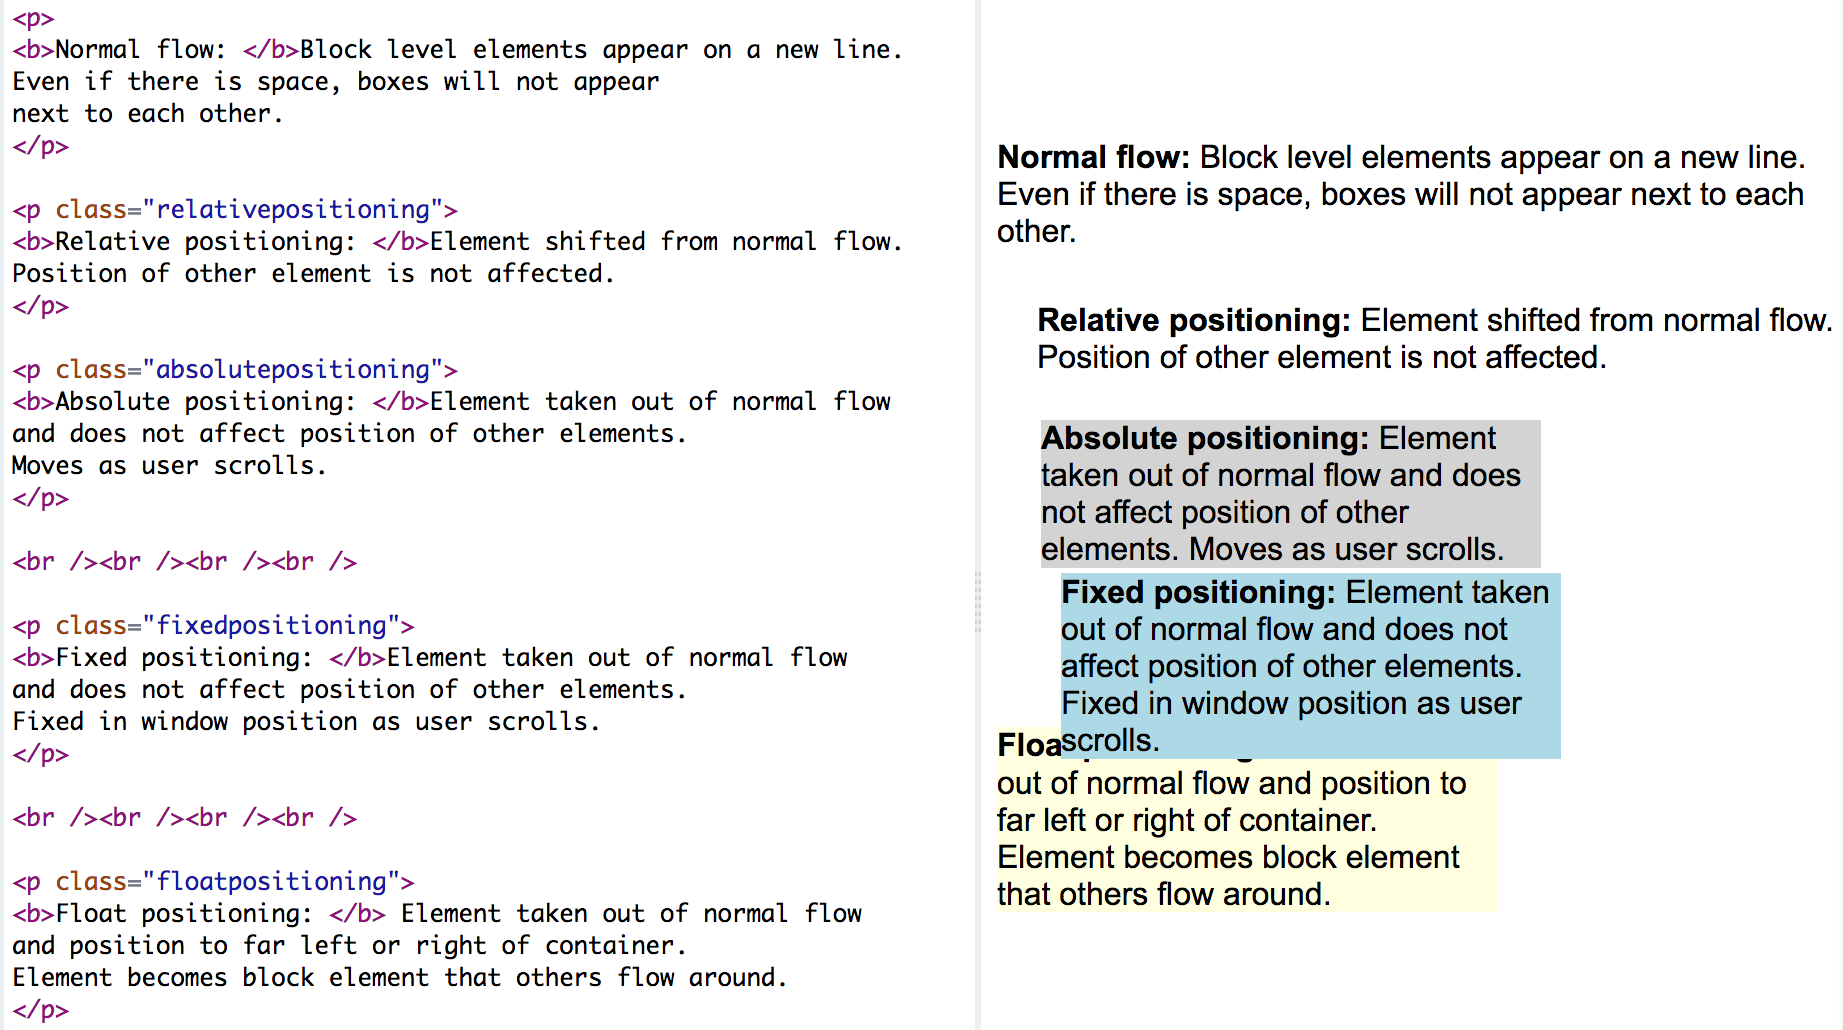 <p>
<b>Normal flow: </b>Block level elements appear on a new line.
Even if there is space, boxes will not appear
next to each other.
</p>
<p class="relativepositioning">
<b>Relative positioning: </b>Element shifted from normal flow.
Position of other element is not affected.
</p>
<p class="absolutepositioning">
<b>Absolute positioning: </b>Element taken out of normal flow
and does not affect position of other elements.
Moves as user scrolls.
</p>
<br /><br /><br /><br />
<p class="fixedpositioning">
<b>Fixed positioning: </b>Element taken out of normal flow
and does not affect position of other elements.
Fixed in window position as user scrolls.
</p>
<br /><br /><br /><br />
<p class="floatpositioning">
<b>Float positioning: </b> Element taken out of normal flow
and position to far left or right of container.
Element becomes block element that others flow around.
</p>
Normal flow: Block level elements appear on a new line.
Even if there is space, boxes will not appear next to each
other.
Relative positioning: Element shifted from normal flow.
Position of other element is not affected.
Absolute positioning: Element
taken out of normal flow and does
not affect position of other
elements. Moves as user scrolls.
Fixed positioning: Element taken
out of normal flow and does not
affect position of other elements.
Fixed in window position as user
scrolls.
Floa
out of normal flow and position to
far left or right of container.
Element becomes block element
that others flow around.